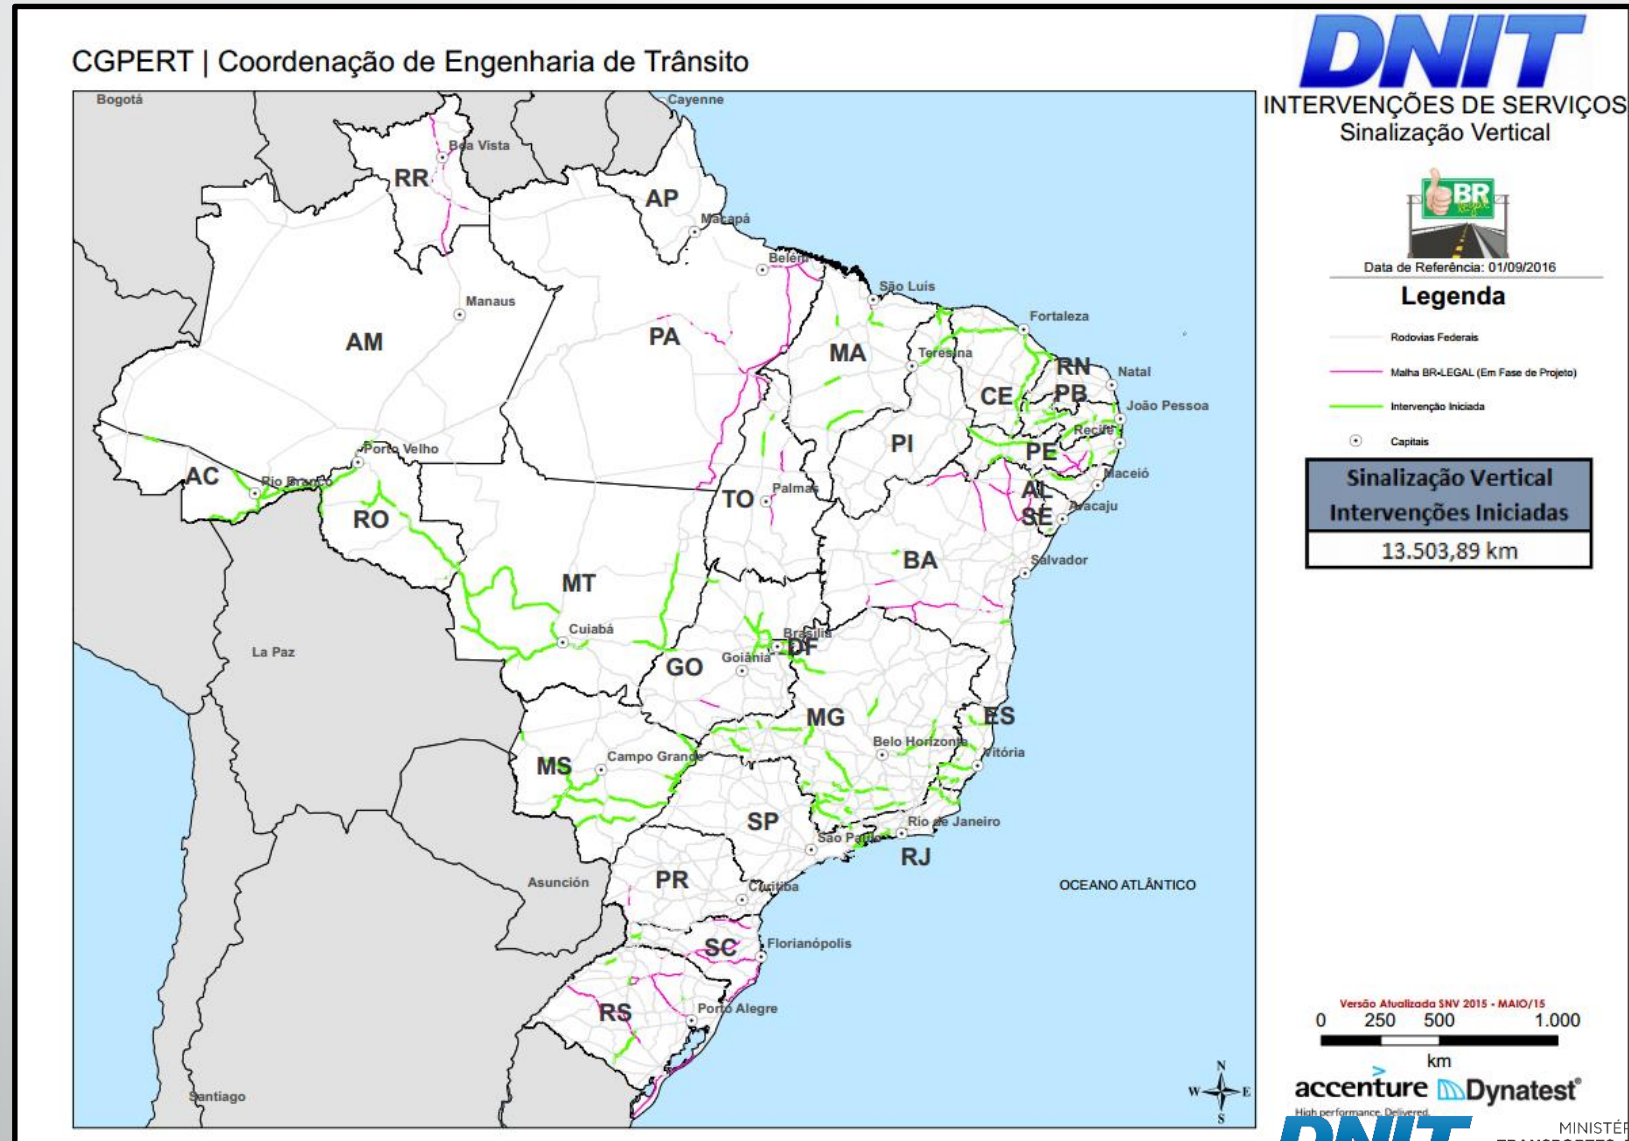 CGPERT | Coordenação de Engenharia de Trânsito
DNIT
INTERVENÇÕES DE SERVIÇOS
Sinalização Vertical
BR
legal
Data de Referência: 01/09/2016
Legenda
Rodovias Federais
Malha BR-LEGAL (Em Fase de Projeto)
Intervenção Iniciada
Capitais
Sinalização Vertical
Intervenções Iniciadas
13.503,89 km
Bogotá
Cayenne
Boa Vista
RR
AP
Macapá
Belém
São Luís
Manaus
Fortaleza
AM
PA
MA
Teresina
RN
Natal
CE
PB
João Pessoa
Recife
PI
PE
Porto Velho
AC
Rio Branco
Maceió
TO
Palmas
AL
Aracaju
SE
RO
BA
Salvador
MT
Cuiabá
Brasília
DF
La Paz
Goiânia
GO
MG
ES
Belo Horizonte
Vitória
MS
Campo Grande
SP
Rio de Janeiro
São Paulo
RJ
Asunción
PR
Curitiba
OCEANO ATLÂNTICO
SC
Florianópolis
RS
Porto Alegre
Santiago
N
W E
S
Versão Atualizada SNV 2015 - MAIO/15
0 250 500 1.000
km
accenture Dynatest®
High performance. Delivered.
DNIT
MINISTÉR